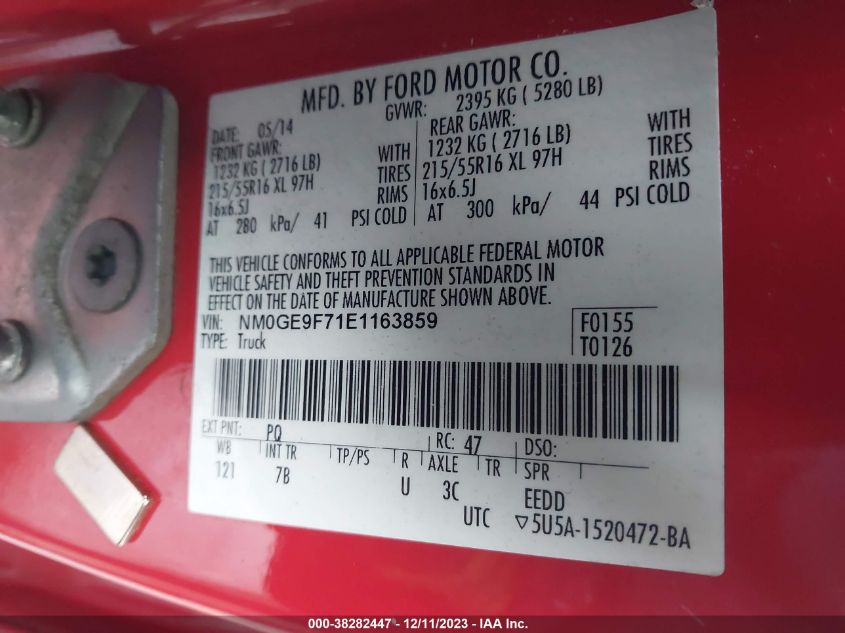 MFD. BY FORD MOTOR CO.
DATE: 05/14 GVWR: 2395 KG ( 5280 LB)
FRONT GAWR: REAR GAWR:
1232 KG ( 2716 LB) WITH 1232 KG ( 2716 LB) WITH
215/55R16 XL 97H TIRES 215/55R16 XL 97H TIRES
16x6.5J RIMS 16x6.5J RIMS
AT 280 kPa/ 41 PSI COLD AT 300 kPa/ 44 PSI COLD
THIS VEHICLE CONFORMS TO ALL APPLICABLE FEDERAL MOTOR
VEHICLE SAFETY AND THEFT PREVENTION STANDARDS IN
EFFECT ON THE DATE OF MANUFACTURE SHOWN ABOVE.
VIN: NM0GE9F71E1163859 F0155
TYPE: Truck T0126
EXT PNT: PQ RC: 47 DSO:
WB INT TR TP/PS R AXLE TR SPR
121 7B U 3C EEDD
UTC ▽5U5A-1520472-BA
000-38282447 - 12/11/2023 - IAA Inc.